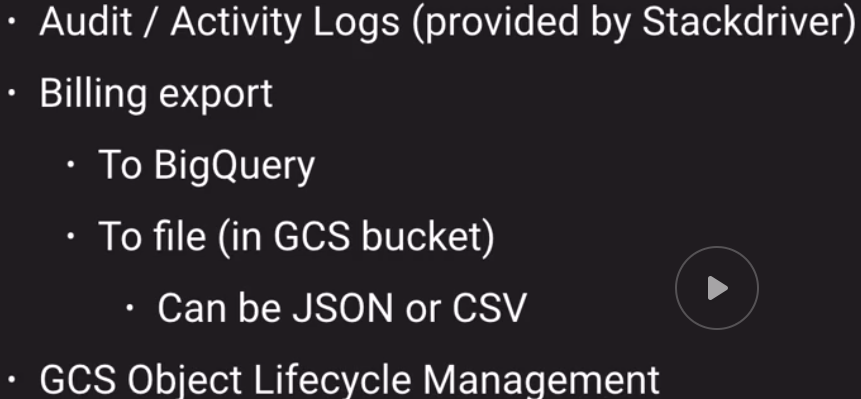 · Audit / Activity Logs (provided by Stackdriver)
· Billing export
· To BigQuery
· To file (in GCS bucket)
· Can be JSON or CSV
· GCS Object Lifecycle Management